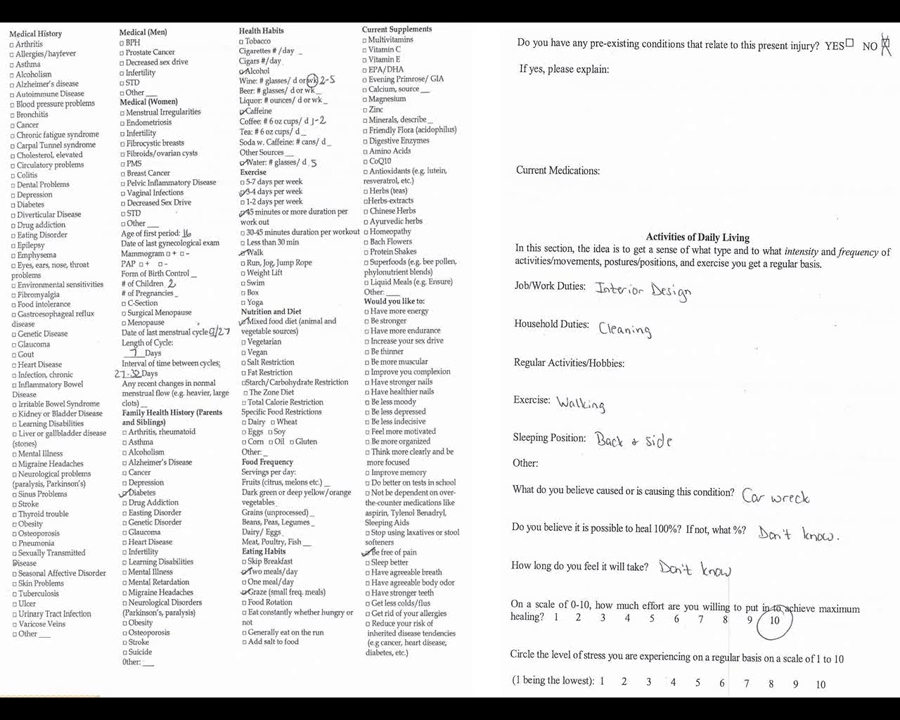 Medical History
□ Arthritis
□ Allergies/hayfever
□ Asthma
□ Alcoholism
□ Alzheimer's disease
□ Autoimmune Disease
□ Blood pressure problems
□ Bronchitis
□ Cancer
□ Chronic fatigue syndrome
□ Carpal Tunnel syndrome
□ Cholesterol, elevated
□ Circulatory problems
□ Colitis
□ Dental Problems
□ Depression
□ Diabetes
□ Diverticular Disease
□ Drug addiction
□ Eating Disorder
□ Epilepsy
□ Emphysema
□ Eyes, ears, nose, throat
problems
□ Environmental sensitivities
□ Fibromyalgia
□ Food intolerance
□ Gastroesophageal reflux
disease
□ Genetic Disease
□ Glaucoma
□ Gout
□ Heart Disease
□ Infection, chronic
□ Inflammatory Bowel
Disease
□ Irritable Bowel Syndrome
□ Kidney or Bladder Disease
□ Learning Disabilities
□ Liver or gallbladder disease
(stones)
□ Mental Illness
□ Migraine Headaches
□ Neurological problems
(paralysis, Parkinson's)
□ Sinus Problems
□ Stroke
□ Thyroid trouble
□ Obesity
□ Osteoporosis
□ Pneumonia
□ Sexually Transmitted
Disease
□ Seasonal Affective Disorder
□ Skin Problems
□ Tuberculosis
□ Ulcer
□ Urinary Tract Infection
□ Varicose Veins
□ Other ___
Medical (Men)
□ BPH
□ Prostate Cancer
□ Decreased sex drive
□ Infertility
□ STD
□ Other ___
Medical (Women)
□ Menstrual Irregularities
□ Endometriosis
□ Infertility
□ Fibrocystic breasts
□ Fibroids/ovarian cysts
□ PMS
□ Breast Cancer
□ Pelvic Inflammatory Disease
□ Vaginal Infections
□ Decreased Sex Drive
□ STD
□ Other ___
Age of first period: 16
Date of last gynecological exam
Mammogram □ + □ -
PAP □ + □ -
Form of Birth Control _
# of Children 2
# of Pregnancies _
□ C-Section
□ Surgical Menopause
□ Menopause
Date of last menstrual cycle /27
Length of Cycle:
7 Days
Interval of time between cycles:
27-32 Days
Any recent changes in normal
menstrual flow (e.g. heavier, large
clots) __
Family Health History (Parents
and Siblings)
□ Arthritis, rheumatoid
□ Asthma
□ Alcoholism
□ Alzheimer's Disease
□ Cancer
□ Depression
☑ Diabetes
□ Drug Addiction
□ Easting Disorder
□ Genetic Disorder
□ Glaucoma
□ Heart Disease
□ Infertility
□ Learning Disabilities
□ Mental Illness
□ Mental Retardation
□ Migraine Headaches
□ Neurological Disorders
(Parkinson's, paralysis)
□ Obesity
□ Osteoporosis
□ Stroke
□ Suicide
Other: ___
Health Habits
□ Tobacco
Cigarettes # /day _
Cigars # /day
☑ Alcohol
Wine: # glasses/ d or wk 2-5
Beer: # glasses/ d or wk _
Liquor: # ounces/ d or wk _
☑ Caffeine
Coffee: # 6 oz cups/ d 1-2
Tea: # 6 oz cups/ d _
Soda w. Caffeine: # cans/ d _
Other Sources __
☑ Water: # glasses/ d 5
Exercise
□ 5-7 days per week
☑ 3-4 days per week
□ 1-2 days per week
☑ 45 minutes or more duration per
work out
□ 30-45 minutes duration per workout
□ Less than 30 min
☑ Walk
□ Run, Jog, Jump Rope
□ Weight Lift
□ Swim
□ Box
□ Yoga
Nutrition and Diet
☑ Mixed food diet (animal and
vegetable sources)
□ Vegetarian
□ Vegan
□ Salt Restriction
□ Fat Restriction
□ Starch/Carbohydrate Restriction
□ The Zone Diet
□ Total Calorie Restriction
Specific Food Restrictions
□ Dairy □ Wheat
□ Eggs □ Soy
□ Corn □ Oil □ Gluten
Other: _
Food Frequency
Servings per day:
Fruits (citrus, melons etc.) _
Dark green or deep yellow/orange
vegetables
Grains (unprocessed) _
Beans, Peas, Legumes _
Dairy/ Eggs _
Meat, Poultry, Fish __
Eating Habits
□ Skip Breakfast
☑ Two meals/day
□ One meal/day
☑ Graze (small freq. meals)
□ Food Rotation
□ Eat constantly whether hungry or
not
□ Generally eat on the run
□ Add salt to food
Current Supplements
□ Multivitamins
□ Vitamin C
□ Vitamin E
□ EPA/DHA
□ Evening Primrose/ GIA
□ Calcium, source __
□ Magnesium
□ Zinc
□ Minerals, describe _
□ Friendly Flora (acidophilus)
□ Digestive Enzymes
□ Amino Acids
□ CoQ10
□ Antioxidants (e.g. lutein,
resveratrol, etc.)
□ Herbs (teas)
□ Herbs-extracts
□ Chinese Herbs
□ Ayurvedic herbs
□ Homeopathy
□ Bach Flowers
□ Protein Shakes
□ Superfoods (e.g. bee pollen,
phylonutrient blends)
□ Liquid Meals (e.g. Ensure)
Other: ___
Would you like to:
□ Have more energy
□ Be stronger
□ Have more endurance
□ Increase your sex drive
□ Be thinner
□ Be more muscular
□ Improve you complexion
□ Have stronger nails
□ Have healthier nails
□ Be less moody
□ Be less depressed
□ Be less indecisive
□ Feel more motivated
□ Be more organized
□ Think more clearly and be
more focused
□ Improve memory
□ Do better on tests in school
□ Not be dependent on over-
the-counter medications like
aspirin, Tylenol Benadryl,
Sleeping Aids
□ Stop using laxatives or stool
softeners
☑ Be free of pain
□ Sleep better
□ Have agreeable breath
□ Have agreeable body odor
□ Have stronger teeth
□ Get less colds/flus
□ Get rid of your allergies
□ Reduce your risk of
inherited disease tendencies
(e.g cancer, heart disease,
diabetes, etc.)
Do you have any pre-existing conditions that relate to this present injury? YES □ NO ☒
If yes, please explain:
Current Medications:
Activities of Daily Living
In this section, the idea is to get a sense of what type and to what intensity and frequency of
activities/movements, postures/positions, and exercise you get a regular basis.
Job/Work Duties: Interior Design
Household Duties: Cleaning
Regular Activities/Hobbies:
Exercise: Walking
Sleeping Position: Back & side
Other:
What do you believe caused or is causing this condition? Car wreck
Do you believe it is possible to heal 100%? If not, what %? Don't know.
How long do you feel it will take? Don't know
On a scale of 0-10, how much effort are you willing to put in to achieve maximum
healing? 1 2 3 4 5 6 7 8 9 10
Circle the level of stress you are experiencing on a regular basis on a scale of 1 to 10
(1 being the lowest): 1 2 3 4 5 6 7 8 9 10